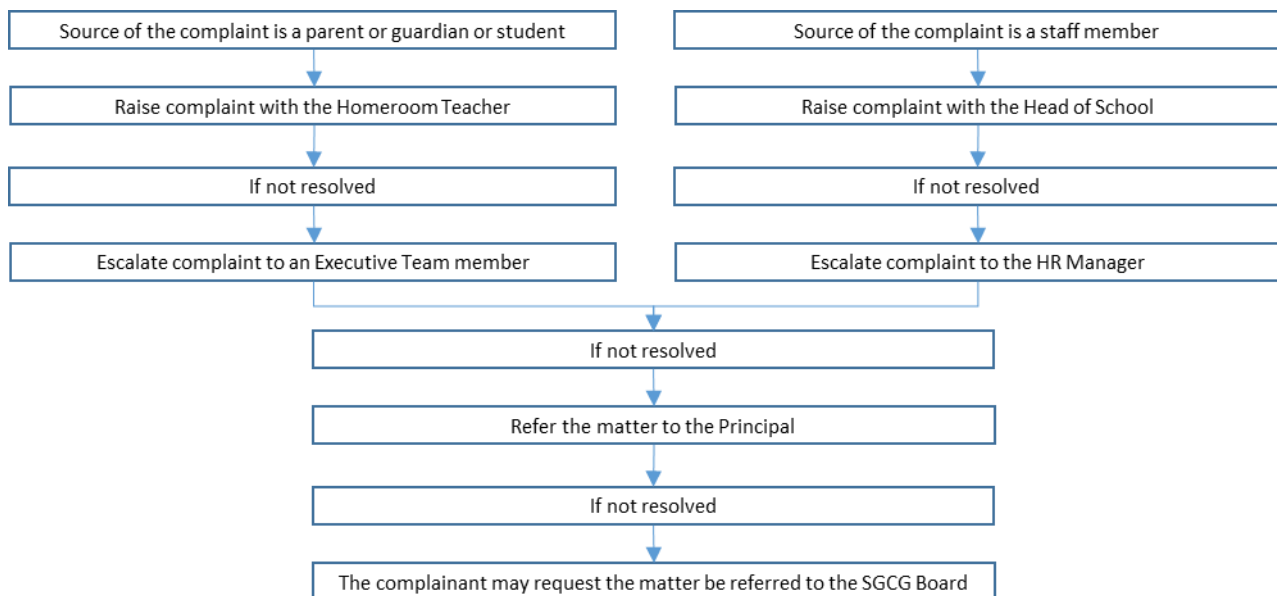 Source of the complaint is a parent or guardian or student
Source of the complaint is a staff member
Raise complaint with the Homeroom Teacher
Raise complaint with the Head of School
If not resolved
If not resolved
Escalate complaint to an Executive Team member
Escalate complaint to the HR Manager
If not resolved
Refer the matter to the Principal
If not resolved
The complainant may request the matter be referred to the SGCG Board